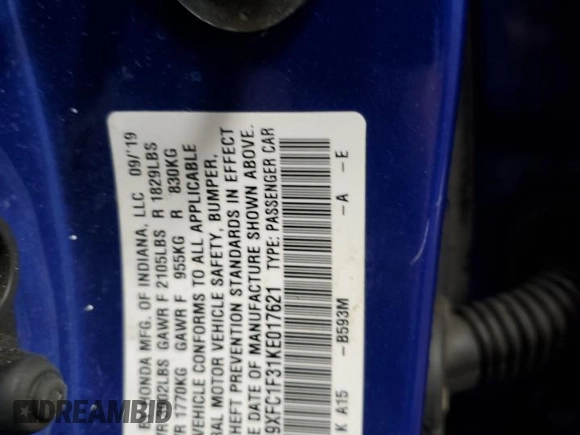 HONDA MFG. OF INDIANA, LLC 09/'19
GAWR F 2105LBS R 1829LBS
1770KG GAWR F 955KG R 830KG
VEHICLE CONFORMS TO ALL APPLICABLE
MOTOR VEHICLE SAFETY, BUMPER,
THEFT PREVENTION STANDARDS IN EFFECT
DATE OF MANUFACTURE SHOWN ABOVE.
9XFC1F31KE017621 TYPE: PASSENGER CAR
K A15 -B593M -A -E
DREAMBID